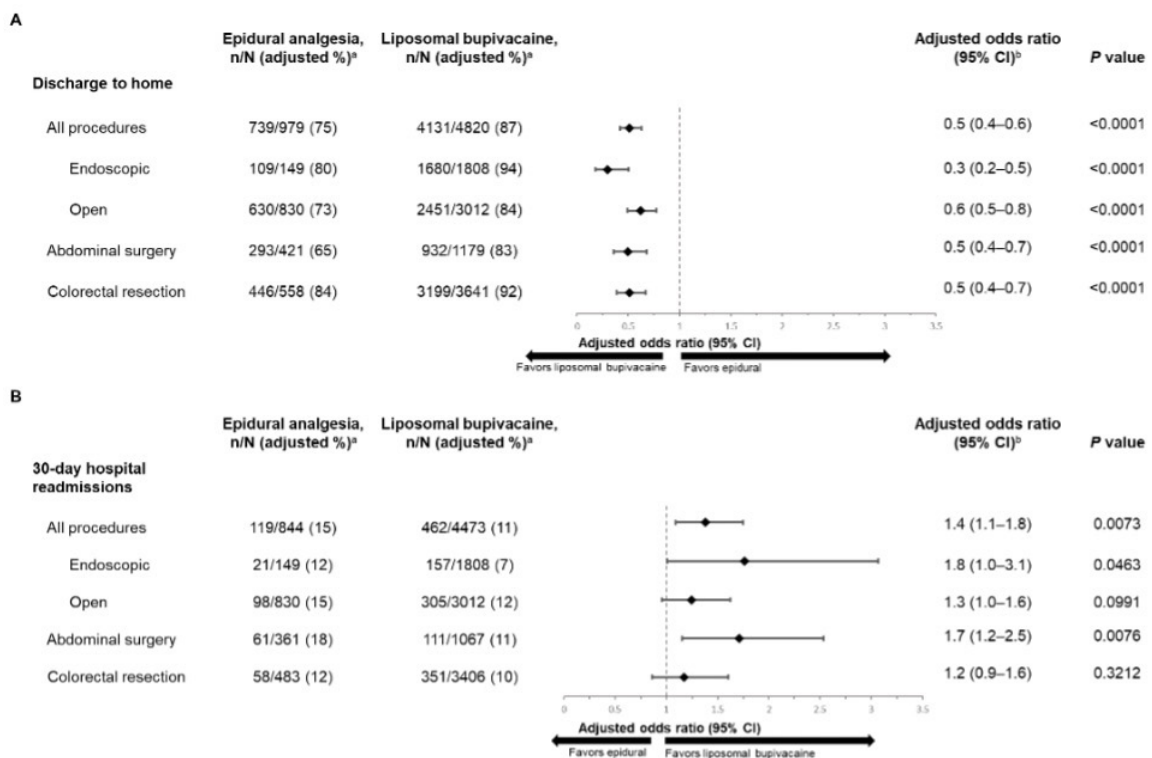 A
Epidural analgesia, Liposomal bupivacaine, Adjusted odds ratio
n/N (adjusted %)ᵃ n/N (adjusted %)ᵃ (95% CI)ᵇ P value
Discharge to home
All procedures 739/979 (75) 4131/4820 (87) 0.5 (0.4–0.6) <0.0001
Endoscopic 109/149 (80) 1680/1808 (94) 0.3 (0.2–0.5) <0.0001
Open 630/830 (73) 2451/3012 (84) 0.6 (0.5–0.8) <0.0001
Abdominal surgery 293/421 (65) 932/1179 (83) 0.5 (0.4–0.7) <0.0001
Colorectal resection 446/558 (84) 3199/3641 (92) 0.5 (0.4–0.7) <0.0001
0 0.5 1 1.5 2 2.5 3 3.5
Adjusted odds ratio (95% CI)
Favors liposomal bupivacaine Favors epidural
B
Epidural analgesia, Liposomal bupivacaine, Adjusted odds ratio
n/N (adjusted %)ᵃ n/N (adjusted %)ᵃ (95% CI)ᵇ P value
30-day hospital
readmissions
All procedures 119/844 (15) 462/4473 (11) 1.4 (1.1–1.8) 0.0073
Endoscopic 21/149 (12) 157/1808 (7) 1.8 (1.0–3.1) 0.0463
Open 98/830 (15) 305/3012 (12) 1.3 (1.0–1.6) 0.0991
Abdominal surgery 61/361 (18) 111/1067 (11) 1.7 (1.2–2.5) 0.0076
Colorectal resection 58/483 (12) 351/3406 (10) 1.2 (0.9–1.6) 0.3212
0 0.5 1 1.5 2 2.5 3 3.5
Adjusted odds ratio (95% CI)
Favors epidural Favors liposomal bupivacaine